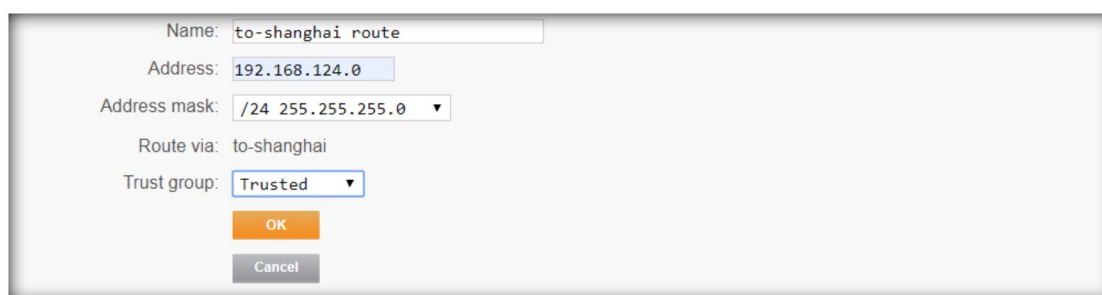 Name: to-shanghai route
Address: 192.168.124.0
Address mask: /24 255.255.255.0
Route via: to-shanghai
Trust group: Trusted
OK
Cancel